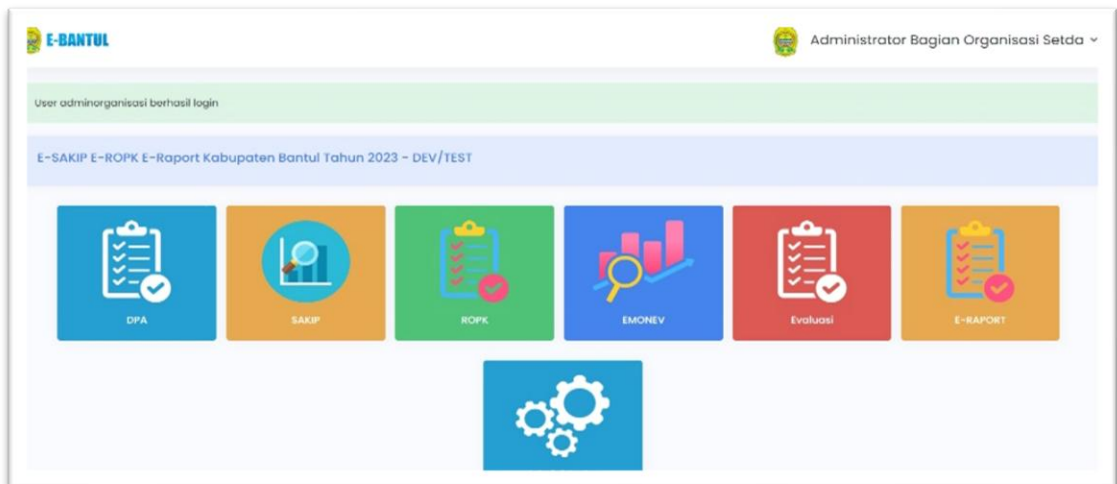 E-BANTUL
Administrator Bagian Organisasi Setda
User adminorganisasi berhasil login
E-SAKIP E-ROPK E-Raport Kabupaten Bantul Tahun 2023 - DEV/TEST
DPA
SAKIP
ROPK
EMONEV
Evaluasi
E-RAPORT